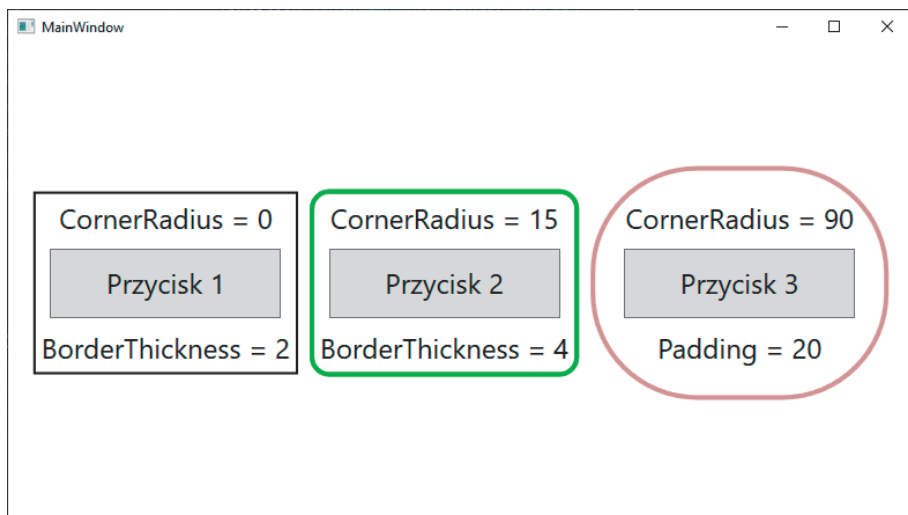 MainWindow
CornerRadius = 0
Przycisk 1
BorderThickness = 2
CornerRadius = 15
Przycisk 2
BorderThickness = 4
CornerRadius = 90
Przycisk 3
Padding = 20